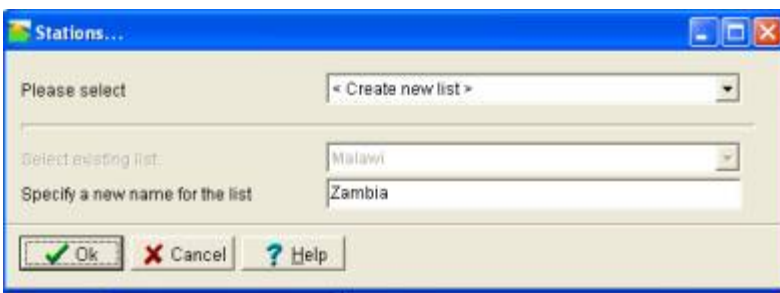 Stations...
Please select < Create new list >
Select existing list: Malawi
Specify a new name for the list Zambia
Ok Cancel ? Help